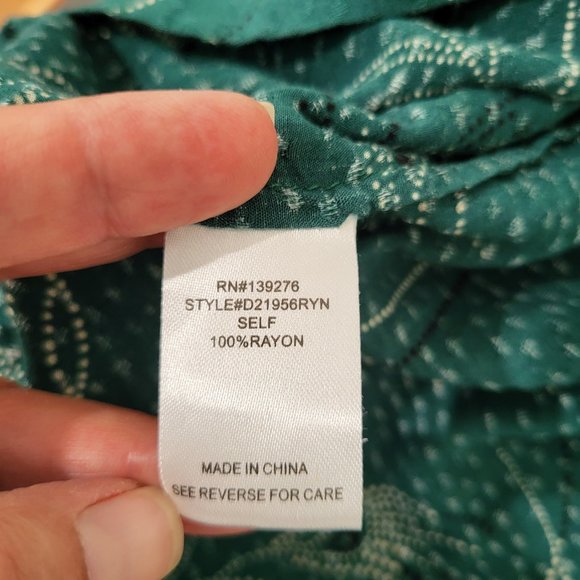 RN#139276
STYLE#D21956RYN
SELF
100%RAYON
MADE IN CHINA
SEE REVERSE FOR CARE